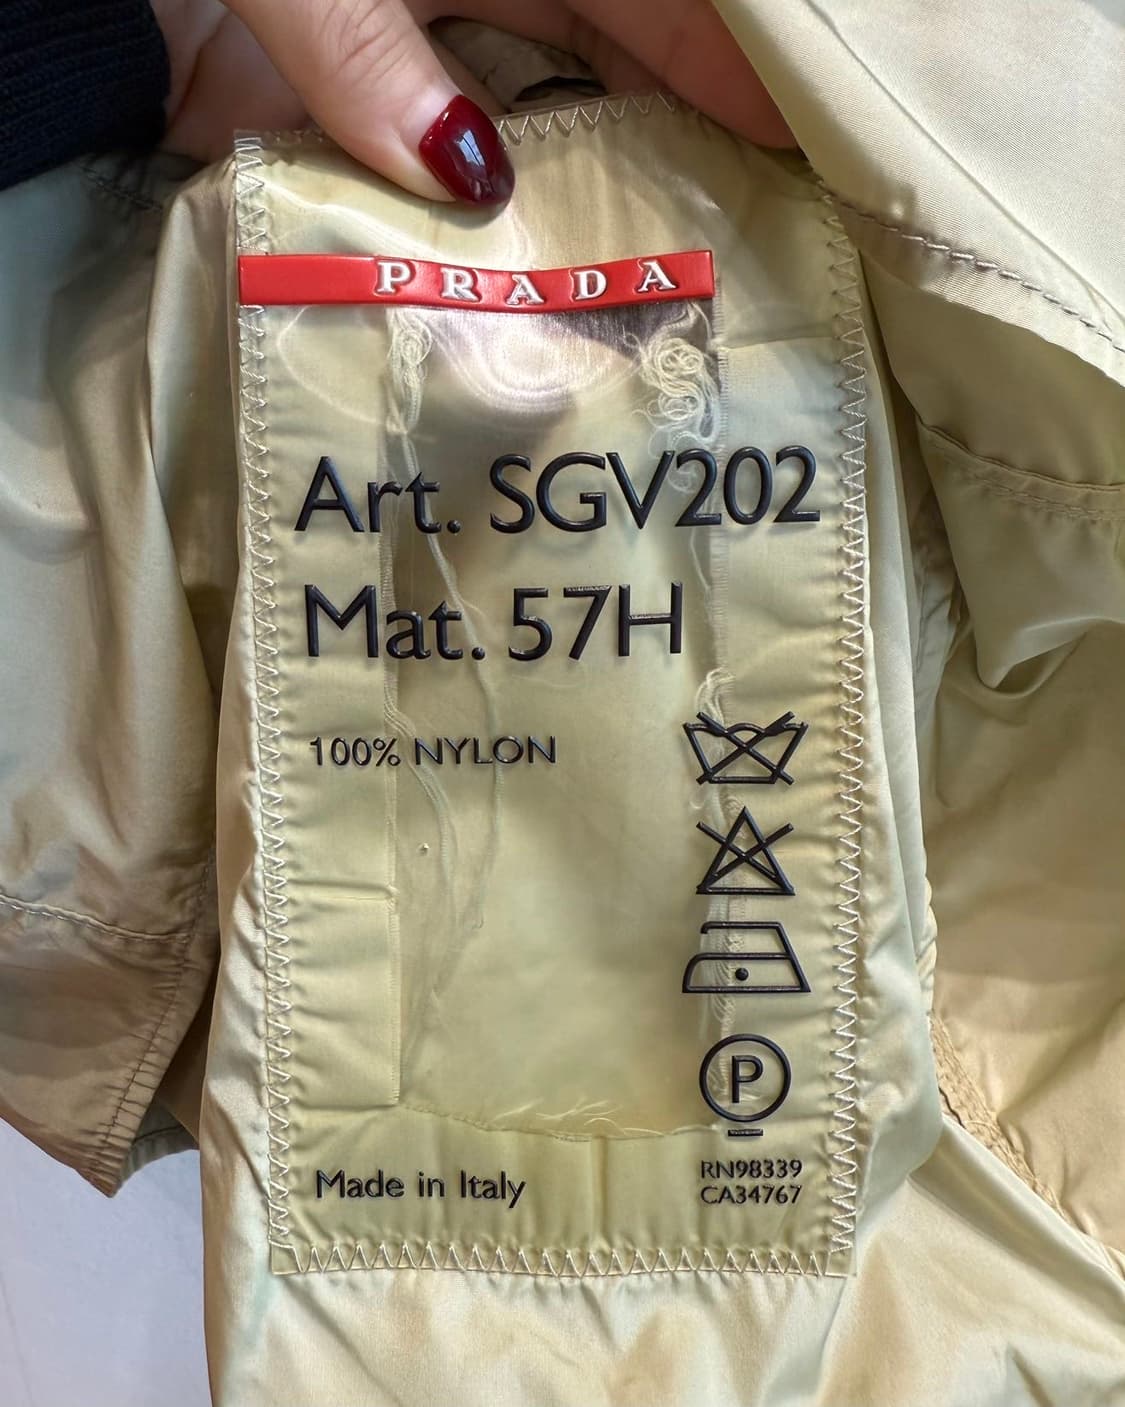 PRADA
Art. SGV202
Mat. 57H
100% NYLON
P
Made in Italy
RN98339
CA34767